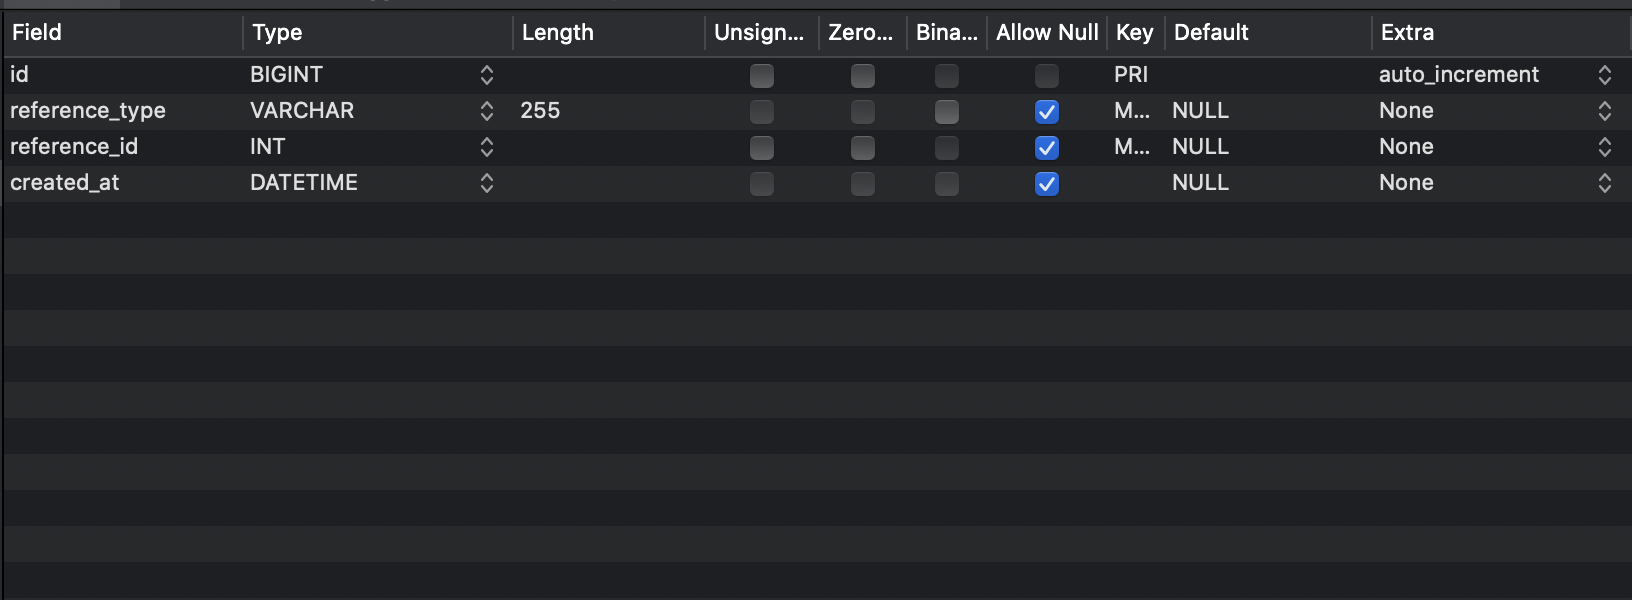 Field Type Length Unsign... Zero... Bina... Allow Null Key Default Extra
id BIGINT PRI auto_increment
reference_type VARCHAR 255 M... NULL None
reference_id INT M... NULL None
created_at DATETIME NULL None